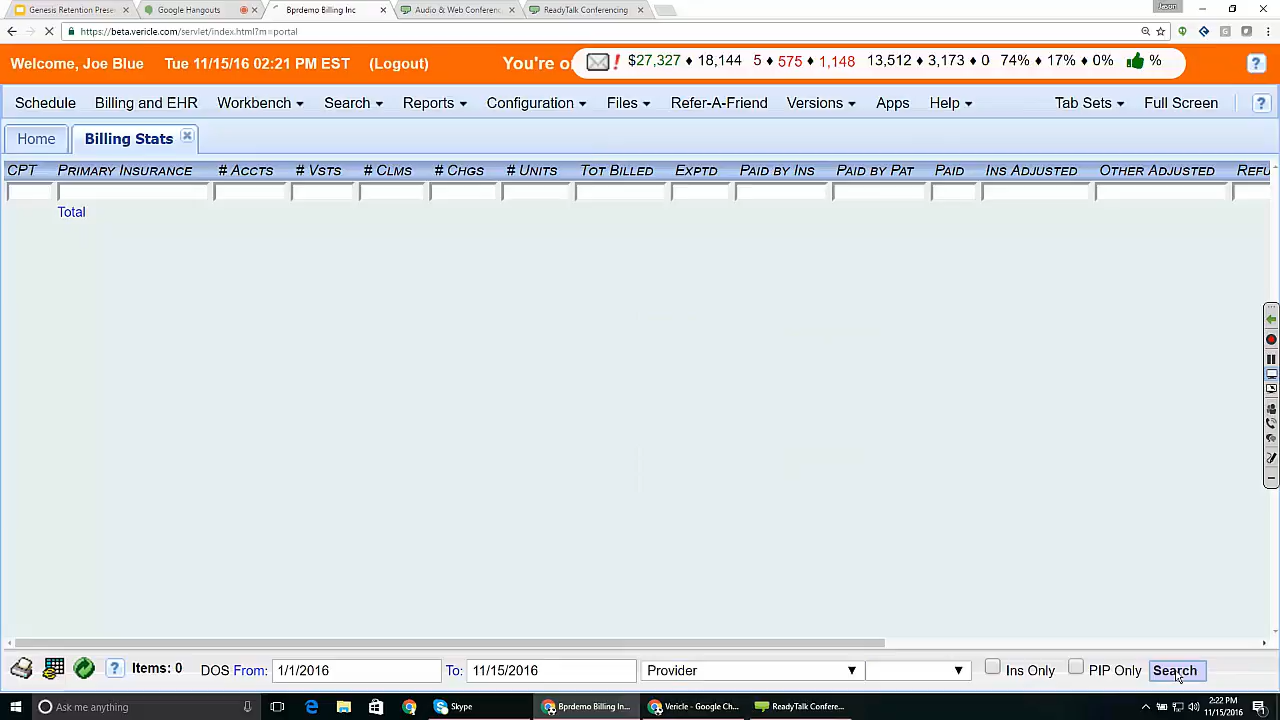 Genesis Retention Prese
Google Hangouts
Bprdemo Billing Inc
Audio & Web Conferenc
ReadyTalk Conferencing
https://beta.vericle.com/servlet/index.html?m=portal
Welcome, Joe Blue Tue 11/15/16 02:21 PM EST (Logout) You're o
$27,327 ♦ 18,144 5 ♦ 575 ♦ 1,148 13,512 ♦ 3,173 ♦ 0 74% ♦ 17% ♦ 0% %
Schedule Billing and EHR Workbench Search Reports Configuration Files Refer-A-Friend Versions Apps Help Tab Sets Full Screen ?
Home Billing Stats
CPT Primary Insurance # Accts # Vsts # Clms # Chgs # Units Tot Billed Exptd Paid by Ins Paid by Pat Paid Ins Adjusted Other Adjusted Refu
Total
Items: 0 DOS From: 1/1/2016 To: 11/15/2016 Provider Ins Only PIP Only Search
Ask me anything Skype Bprdemo Billing In... Vericle - Google Ch... ReadyTalk Confere... 2:22 PM
11/15/2016